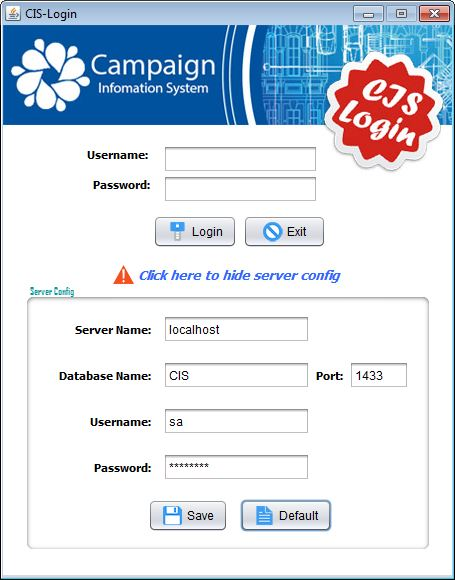 CIS-Login
Campaign
Infomation System
CIS
Login
Username:
Password:
Login Exit
Click here to hide server config
Server Config
Server Name: localhost
Database Name: CIS Port: 1433
Username: sa
Password: ********
Save Default